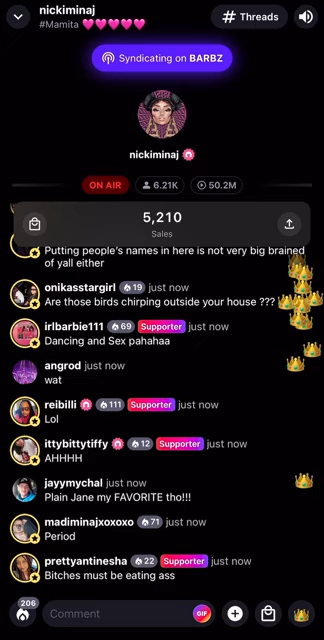 nickiminaj
#Mamita 💗💗💗💗💗
# Threads
Syndicating on BARBZ
nickiminaj
ON AIR
6.21K
50.2M
5,210
Sales
Putting people's names in here is not very big brained
of yall either
onikasstargirl 19 just now
Are those birds chirping outside your house ???
irlbarbie111 69 Supporter just now
Dancing and Sex pahahaa
angrod just now
wat
reibilli 111 Supporter just now
Lol
ittybittytiffy 12 Supporter just now
AHHHH
jayymychal just now
Plain Jane my FAVORITE tho!!!
madiminajxoxoxo 71 just now
Period
prettyantinesha 22 Supporter just now
Bitches must be eating ass
206
Comment
GIF